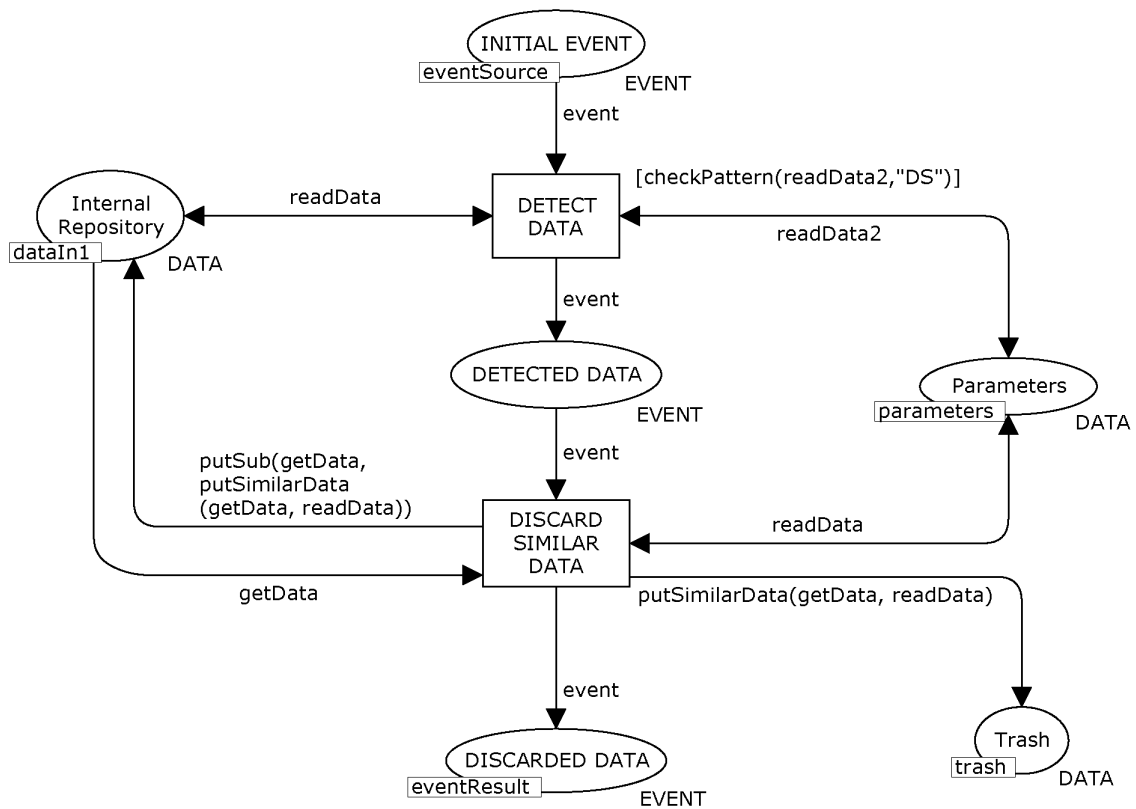 INITIAL EVENT
eventSource
EVENT
event
[checkPattern(readData2,"DS")]
readData
DETECT
DATA
readData2
Internal
Repository
dataIn1
DATA
event
DETECTED DATA
EVENT
Parameters
parameters
DATA
event
putSub(getData,
putSimilarData
(getData, readData))
DISCARD
SIMILAR
DATA
readData
getData
putSimilarData(getData, readData)
event
DISCARDED DATA
eventResult
EVENT
Trash
trash
DATA